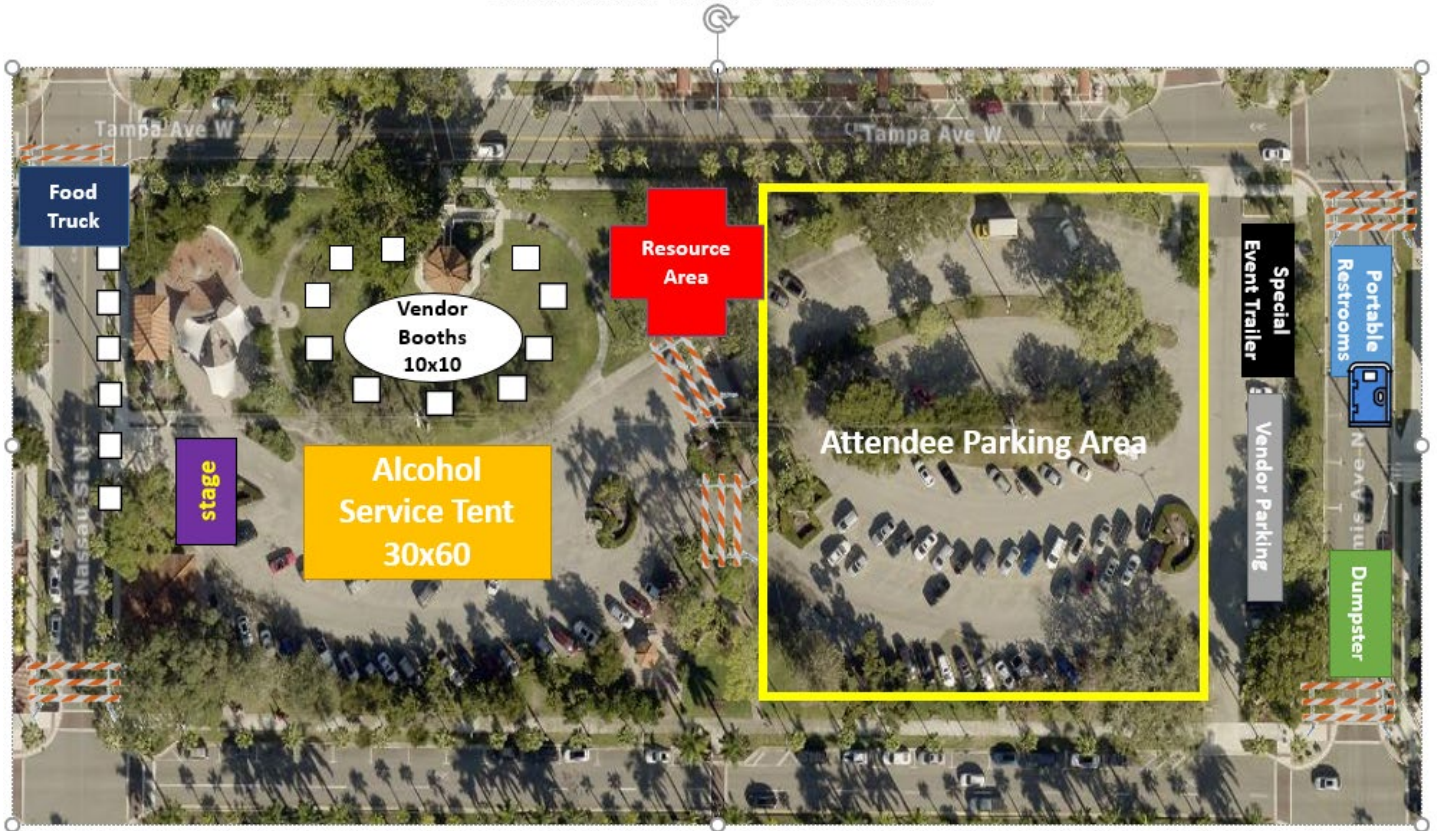 Tampa Ave W
Tampa Ave W
Food
Truck
Resource
Area
Vendor
Booths
10x10
Special
Event Trailer
Portable
Restrooms
Attendee Parking Area
stage
Alcohol
Service Tent
30x60
Nassau St N
Vendor Parking
Dumpster